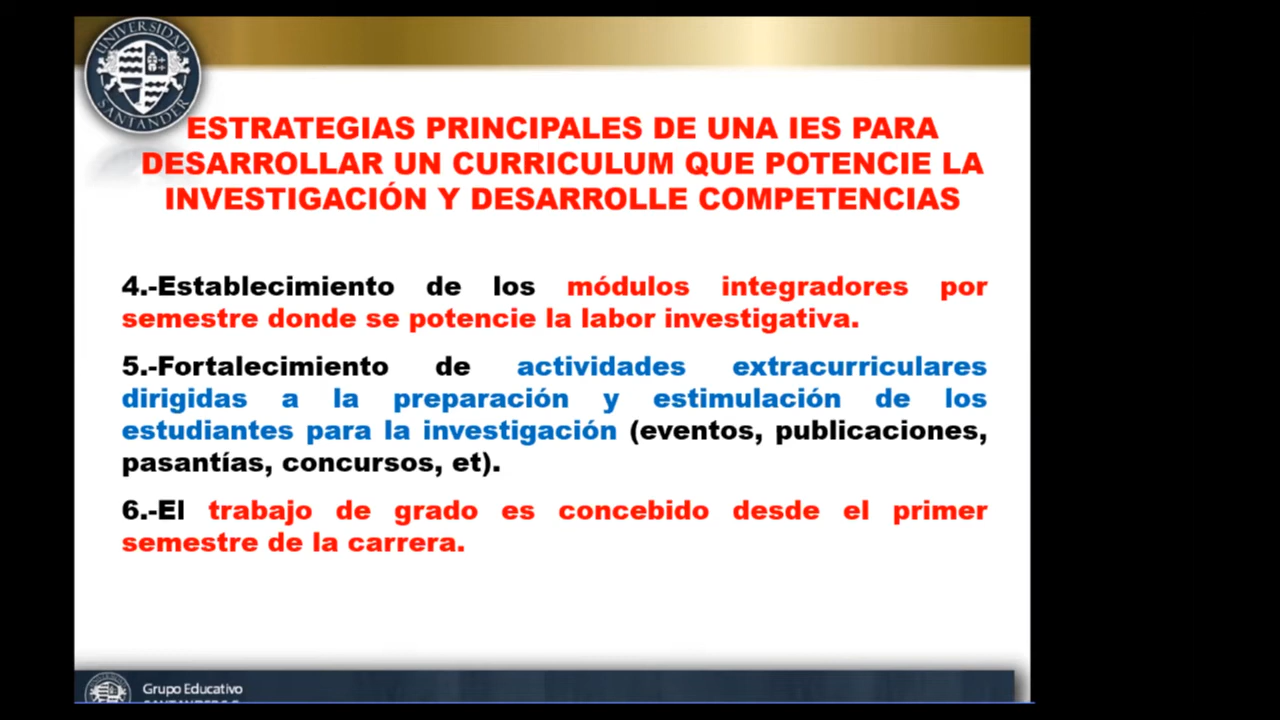 UNIVERSIDAD
SANTANDER
ESTRATEGIAS PRINCIPALES DE UNA IES PARA
DESARROLLAR UN CURRICULUM QUE POTENCIE LA
INVESTIGACIÓN Y DESARROLLE COMPETENCIAS
4.-Establecimiento de los módulos integradores por
semestre donde se potencie la labor investigativa.
5.-Fortalecimiento de actividades extracurriculares
dirigidas a la preparación y estimulación de los
estudiantes para la investigación (eventos, publicaciones,
pasantías, concursos, et).
6.-El trabajo de grado es concebido desde el primer
semestre de la carrera.
Grupo Educativo